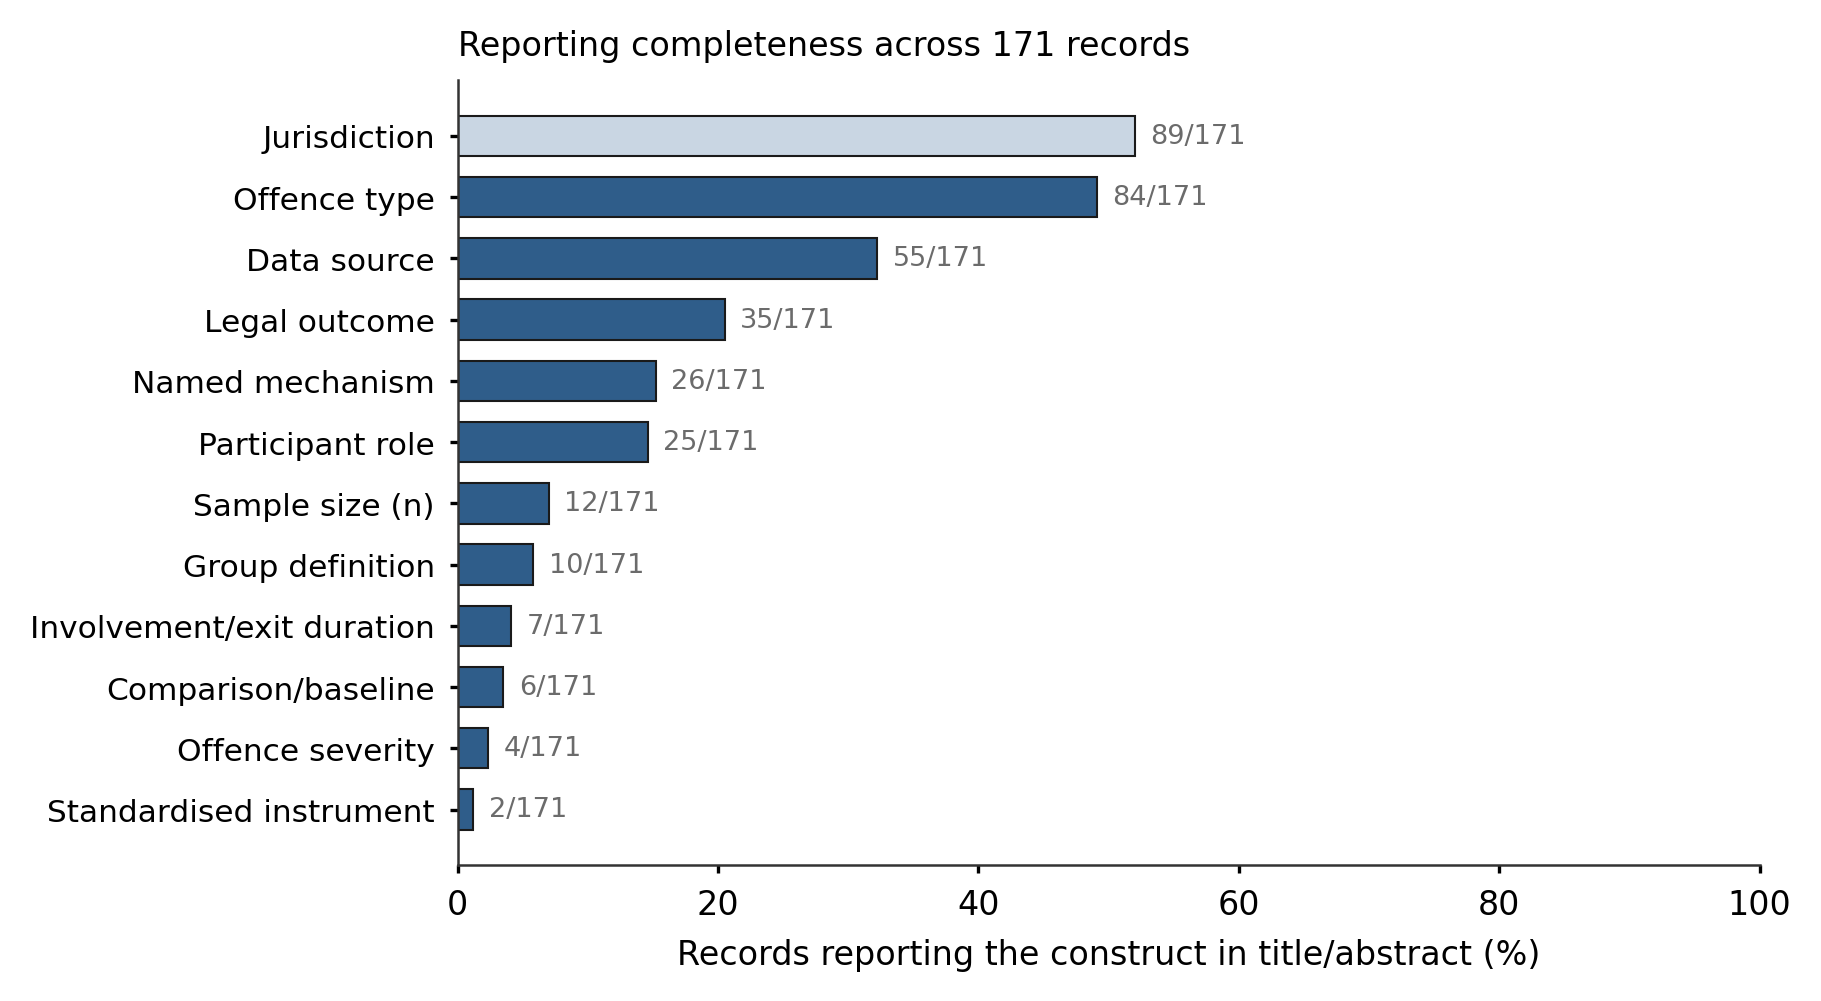 Reporting completeness across 171 records
Jurisdiction 89/171
Offence type 84/171
Data source 55/171
Legal outcome 35/171
Named mechanism 26/171
Participant role 25/171
Sample size (n) 12/171
Group definition 10/171
Involvement/exit duration 7/171
Comparison/baseline 6/171
Offence severity 4/171
Standardised instrument 2/171
0 20 40 60 80 100
Records reporting the construct in title/abstract (%)